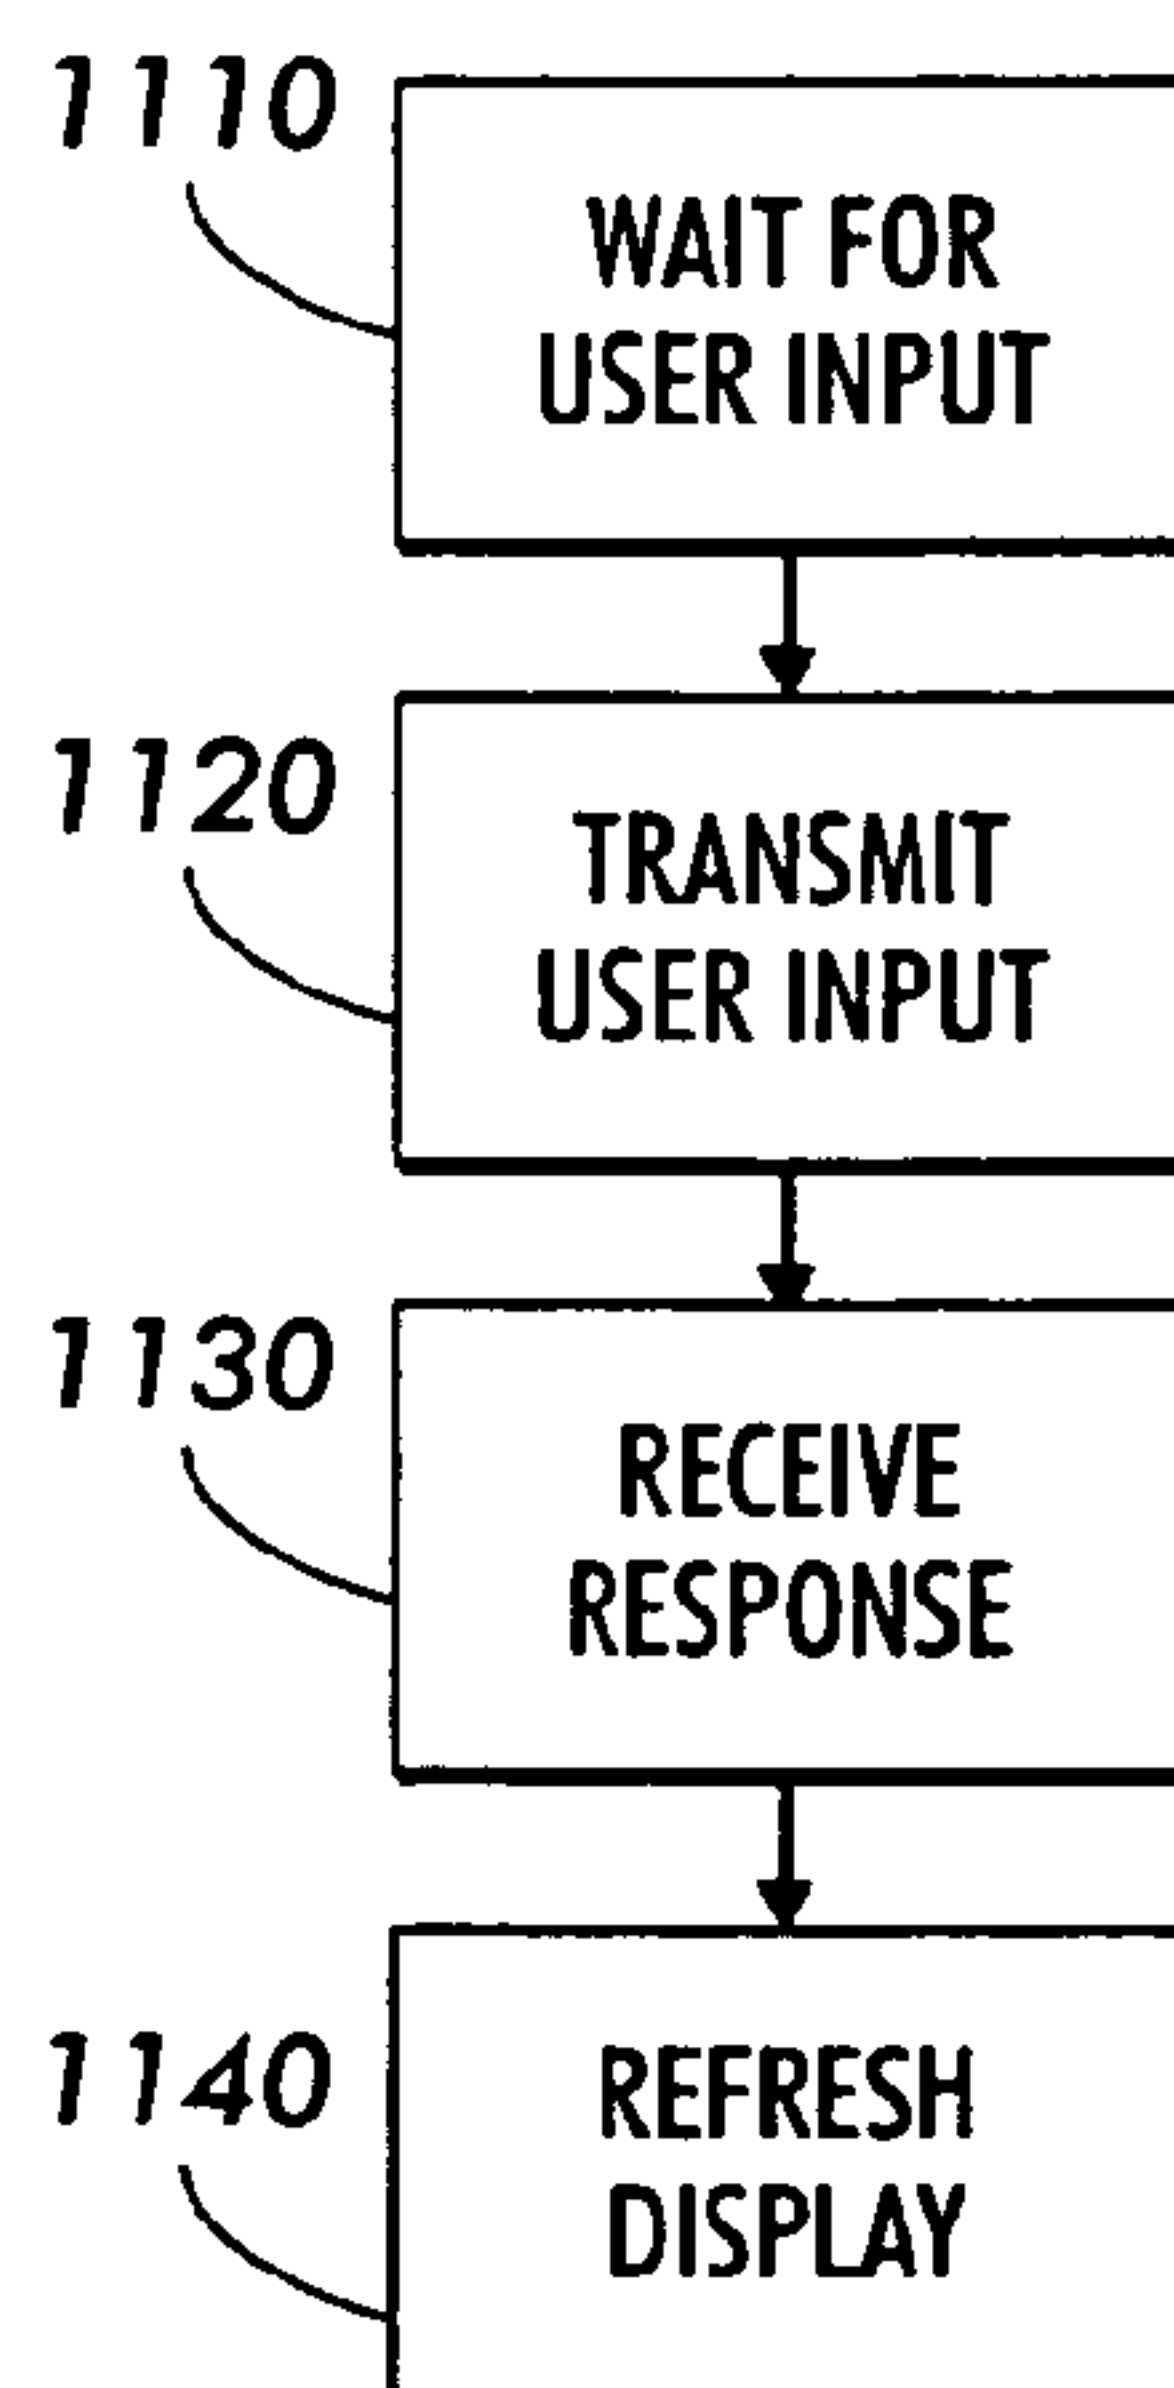 1110
WAIT FOR
USER INPUT
1120
TRANSMIT
USER INPUT
1130
RECEIVE
RESPONSE
1140
REFRESH
DISPLAY